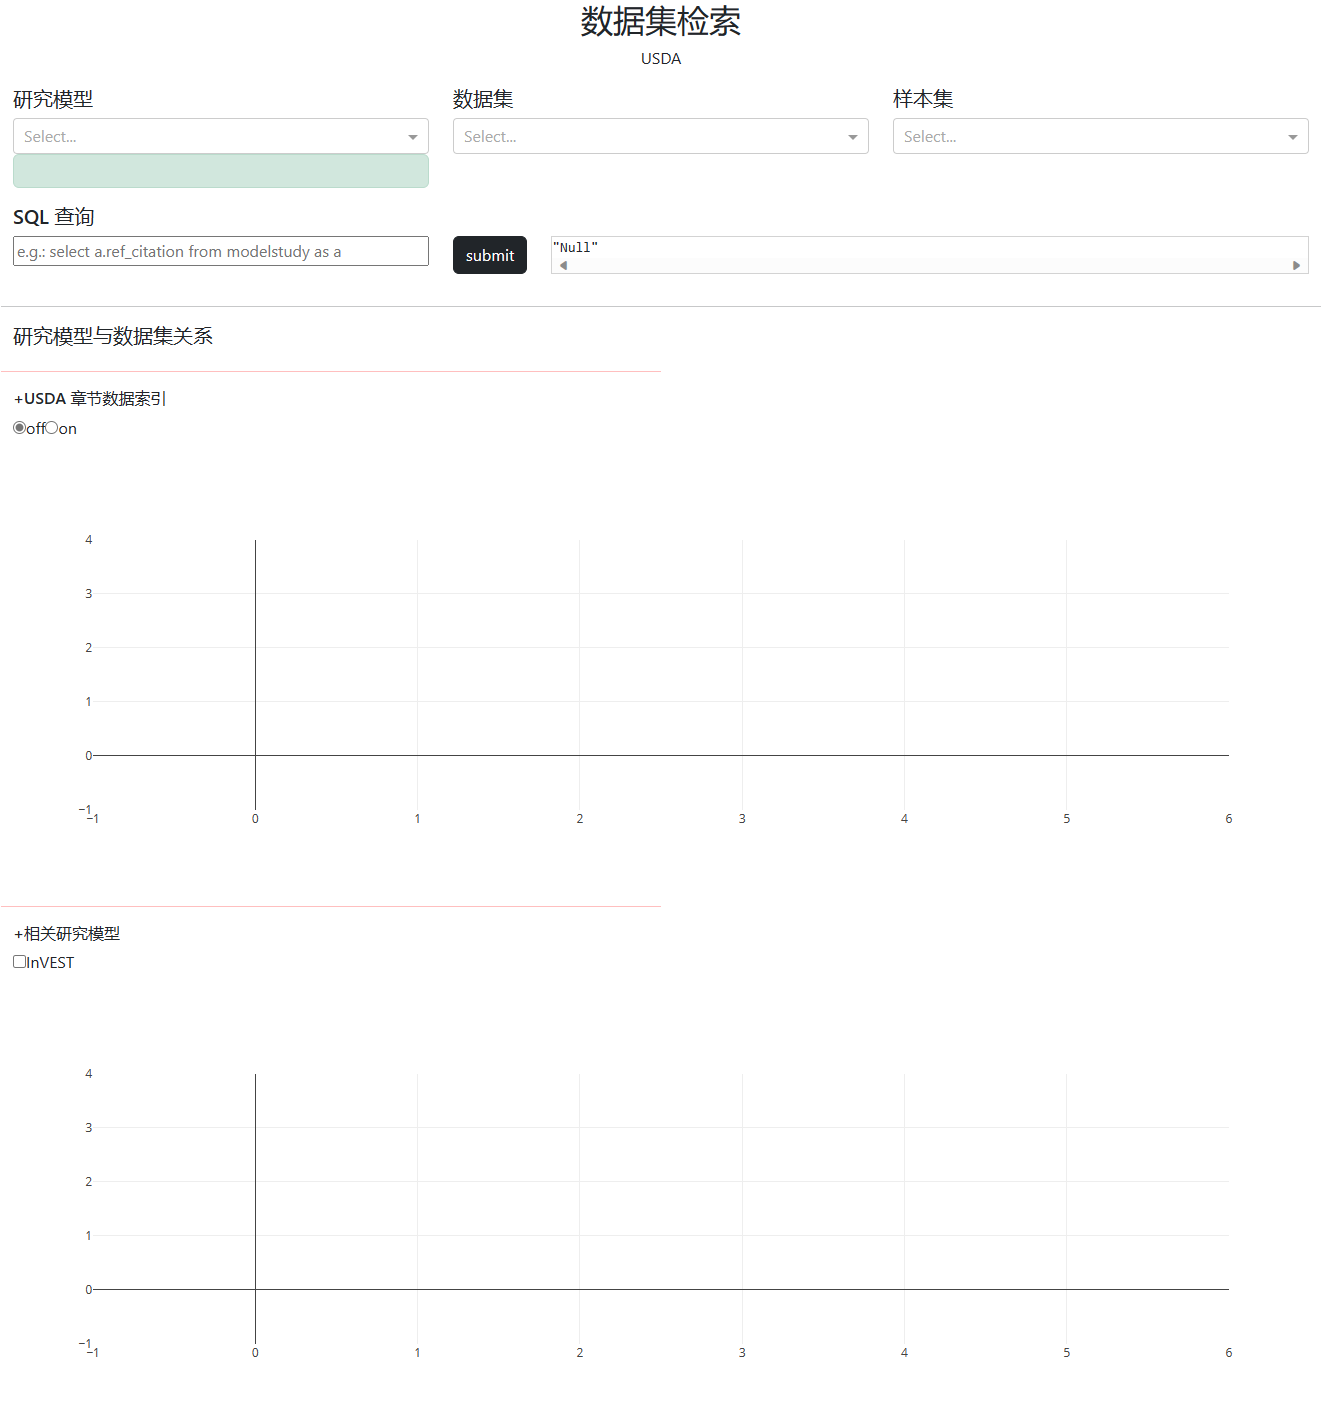 数据集检索
USDA
研究模型 数据集 样本集
Select... Select... Select...
SQL 查询
e.g.: select a.ref_citation from modelstudy as a submit "Null"
研究模型与数据集关系
+USDA 章节数据索引
off on
4
3
2
1
0
−1
−1 0 1 2 3 4 5 6
+相关研究模型
InVEST
4
3
2
1
0
−1
−1 0 1 2 3 4 5 6